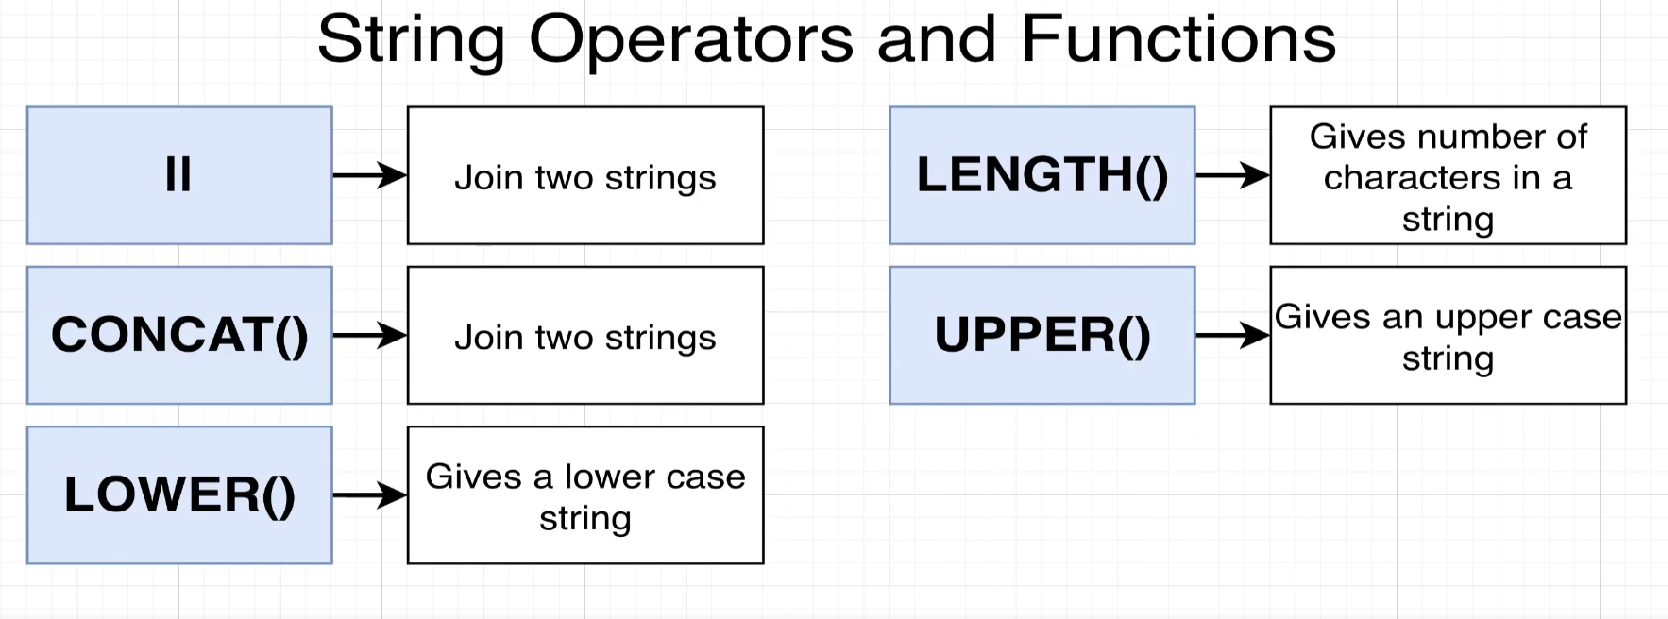 String Operators and Functions
||
Join two strings
CONCAT()
Join two strings
LOWER()
Gives a lower case
string
LENGTH()
Gives number of
characters in a
string
UPPER()
Gives an upper case
string